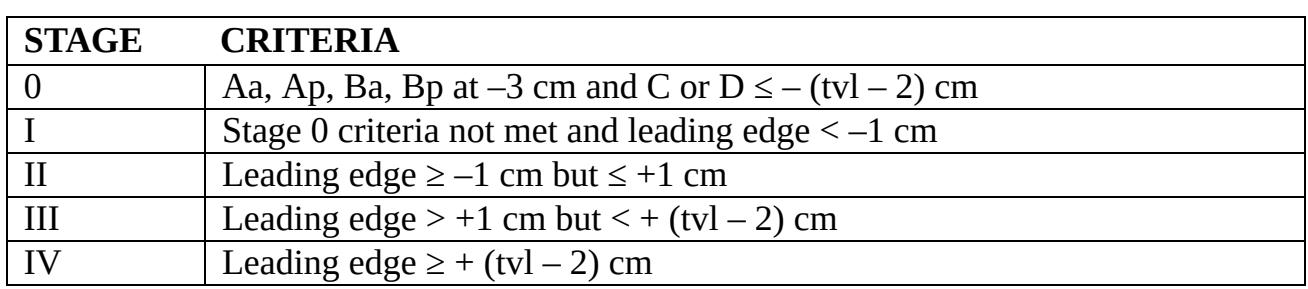 STAGE CRITERIA
0 Aa, Ap, Ba, Bp at –3 cm and C or D ≤ – (tvl – 2) cm
I Stage 0 criteria not met and leading edge < –1 cm
II Leading edge ≥ –1 cm but ≤ +1 cm
III Leading edge > +1 cm but < + (tvl – 2) cm
IV Leading edge ≥ + (tvl – 2) cm